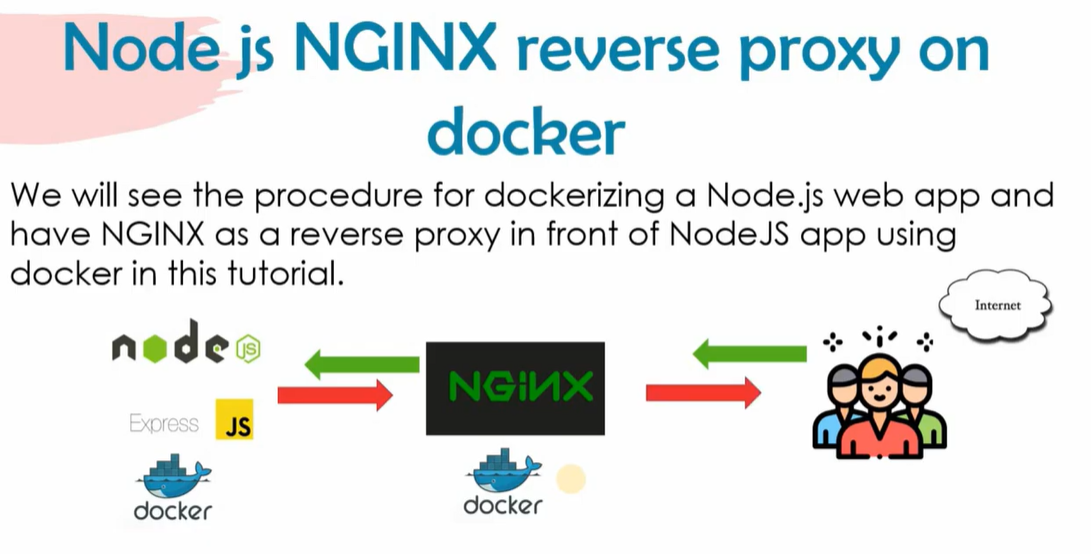 Node js NGINX reverse proxy on
docker
We will see the procedure for dockerizing a Node.js web app and
have NGINX as a reverse proxy in front of NodeJS app using
docker in this tutorial.
Internet
node JS
NGINX
Express JS
docker
docker